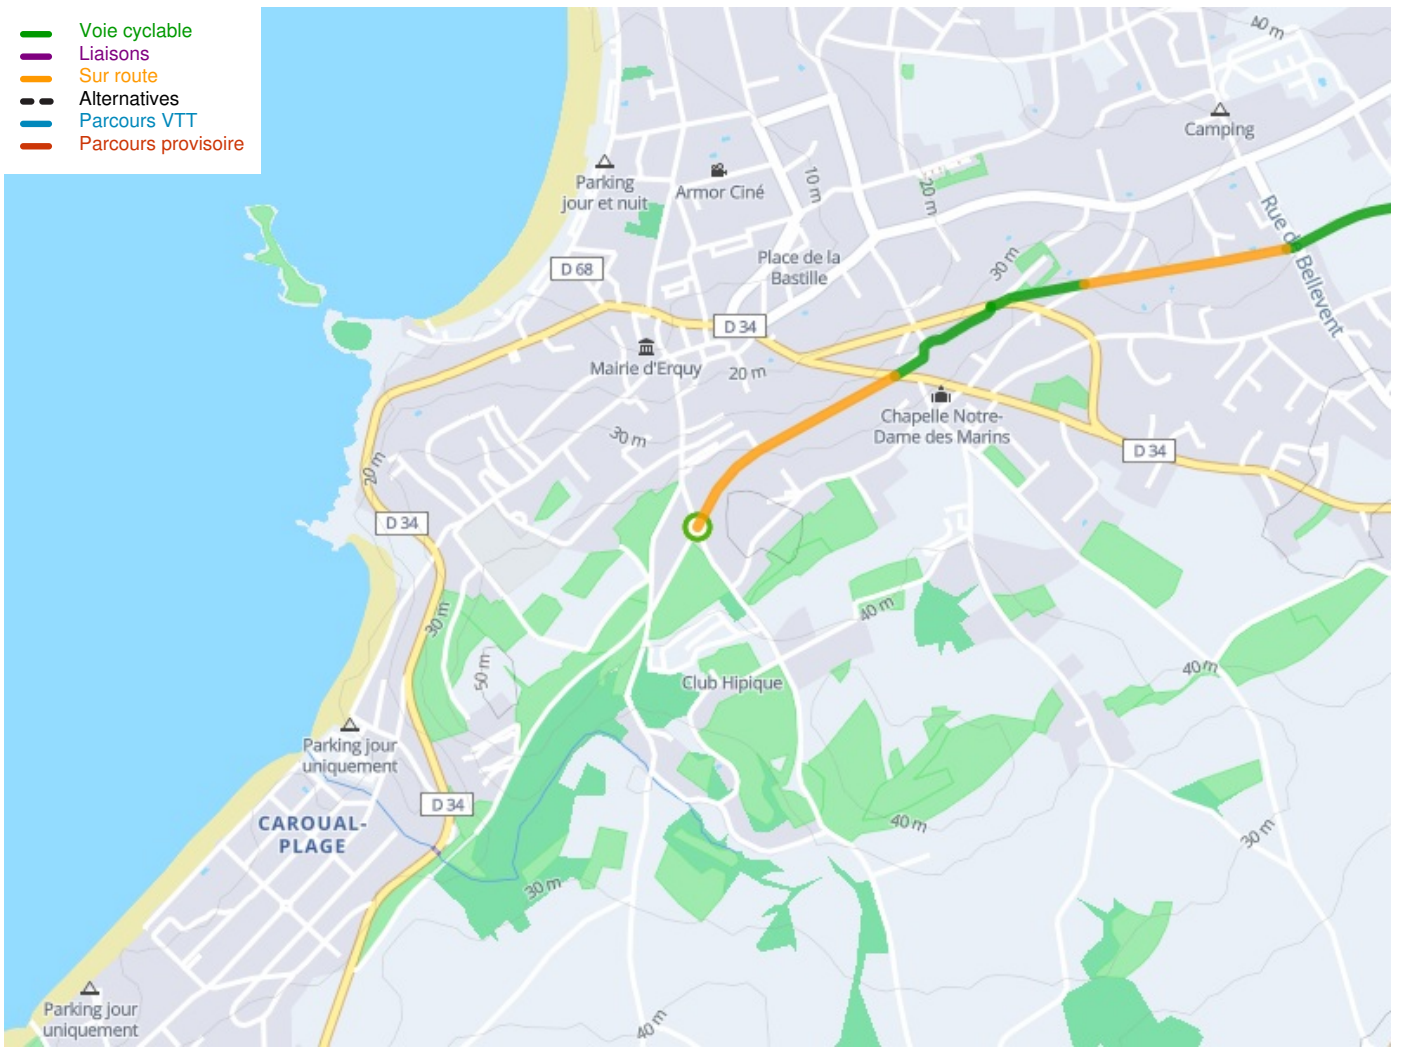 Voie cyclable
Liaisons
Sur route
Alternatives
Parcours VTT
Parcours provisoire
40 m
Camping
Parking
jour et nuit
Armor Ciné
10 m
20 m
Rue de Bellevent
D 68
Place de la
Bastille
30 m
D 34
Mairie d'Erquy
20 m
Chapelle Notre-
Dame des Marins
30 m
D 34
20 m
D 34
30 m
40 m
50 m
Club Hipique
40 m
Parking jour
uniquement
D 34
CAROUAL-
PLAGE
40 m
30 m
30 m
Parking jour
uniquement
40 m